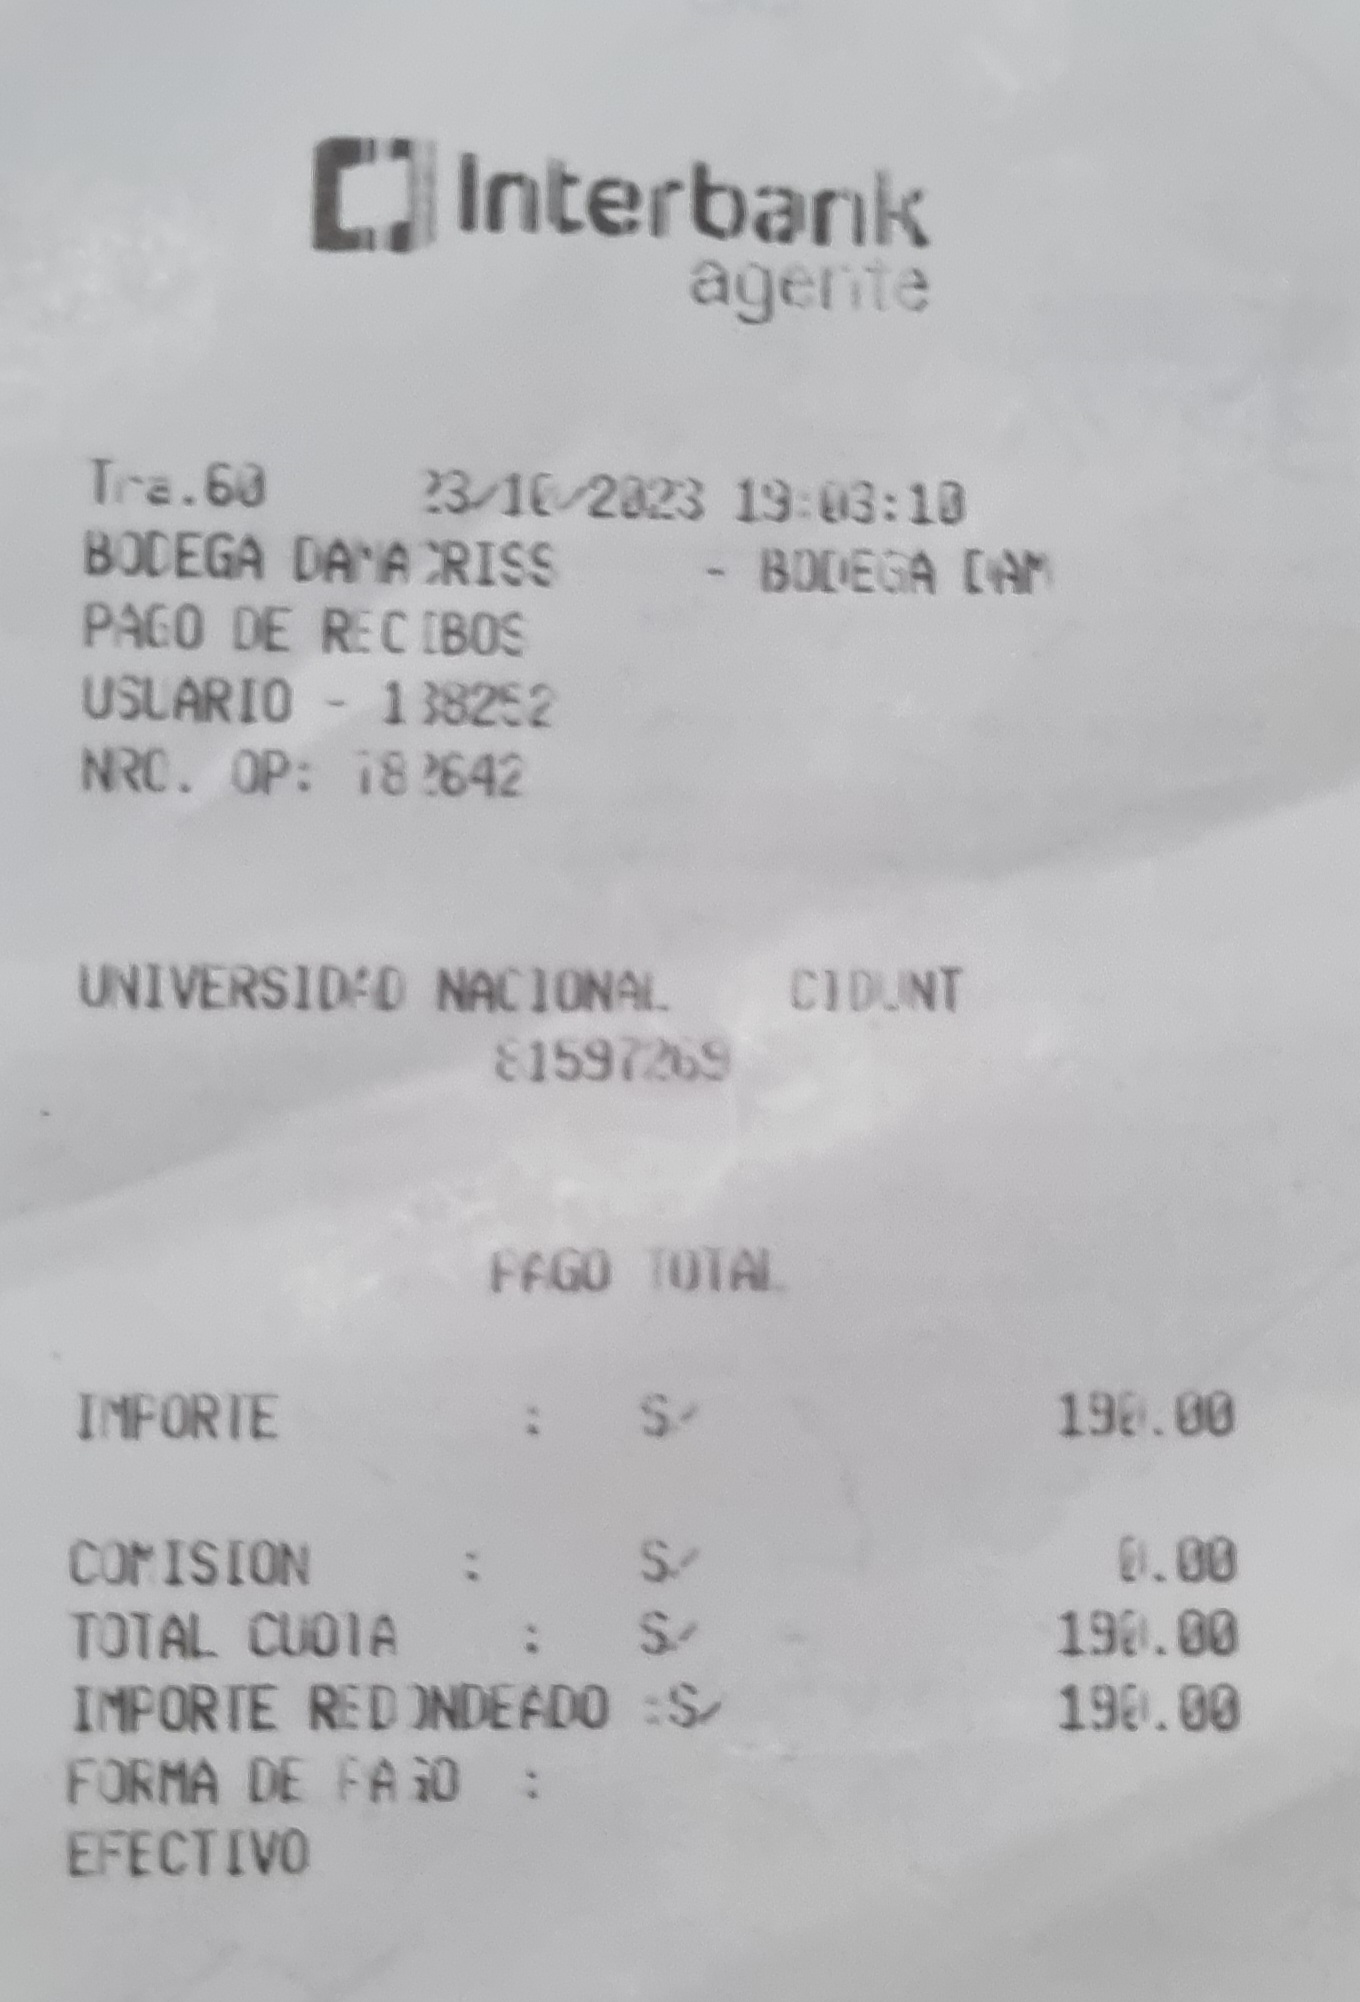 Interbank
agente
Tra.60 23/10/2023 19:03:10
BODEGA - BODEGA DAM
PAGO DE RECIBOS
USUARIO - 138252
NRO. OP:
UNIVERSIDAD NACIONAL CIDUNT
81597269
PAGO TOTAL
IMPORTE : S/ 190.00
COMISION : S/ 0.00
TOTAL CUOTA : S/ 190.00
IMPORTE REDONDEADO :S/ 190.00
FORMA DE PAGO :
EFECTIVO